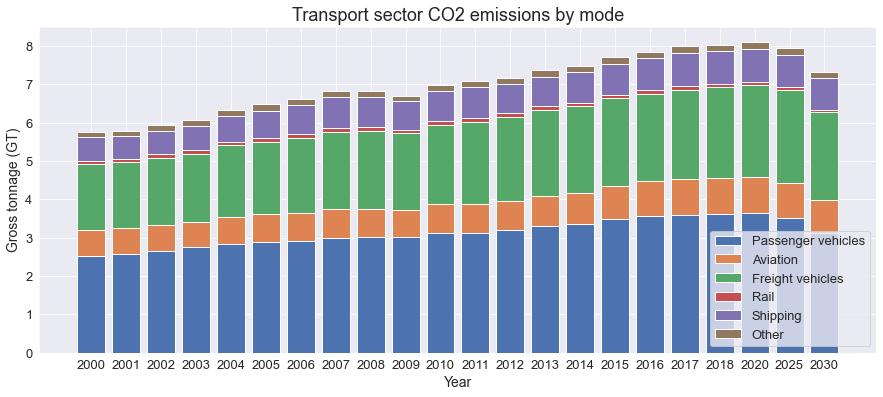 Transport sector CO2 emissions by mode
Gross tonnage (GT)
8
7
6
5
4
3
2
1
0
Passenger vehicles
Aviation
Freight vehicles
Rail
Shipping
Other
2000 2001 2002 2003 2004 2005 2006 2007 2008 2009 2010 2011 2012 2013 2014 2015 2016 2017 2018 2020 2025 2030
Year